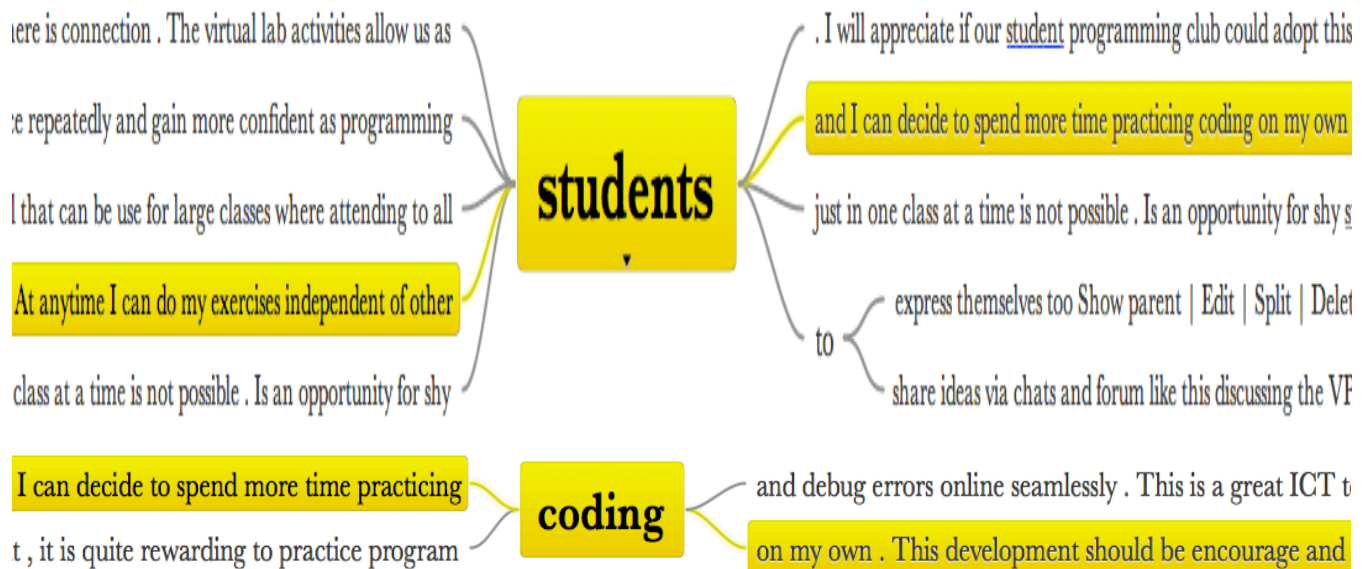 here is connection . The virtual lab activities allow us as
repeatedly and gain more confident as programming
that can be use for large classes where attending to all
At anytime I can do my exercises independent of other
class at a time is not possible . Is an opportunity for shy
students
. I will appreciate if our student programming club could adopt this
and I can decide to spend more time practicing coding on my own
just in one class at a time is not possible . Is an opportunity for shy
to
express themselves too Show parent | Edit | Split |
share ideas via chats and forum like this discussing the
I can decide to spend more time practicing
, it is quite rewarding to practice program
coding
and debug errors online seamlessly . This is a great ICT
on my own . This development should be encourage and